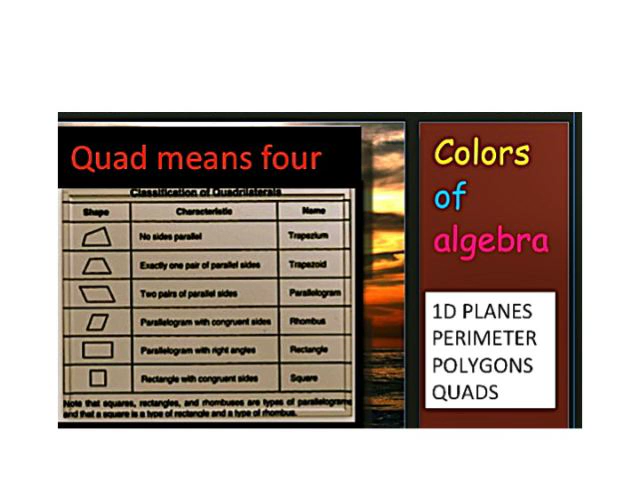 Quad means four
Classification of Quadrilaterals
Shape Characteristic Name
No sides parallel Trapezium
Exactly one pair of parallel sides Trapezoid
Two pairs of parallel sides Parallelogram
Parallelogram with congruent sides Rhombus
Parallelogram with right angles Rectangle
Rectangle with congruent sides Square
Note that squares, rectangles, and rhombuses are types of parallelograms
and that a square is a type of rectangle and a type of rhombus.
Colors
of
algebra
1D PLANES
PERIMETER
POLYGONS
QUADS